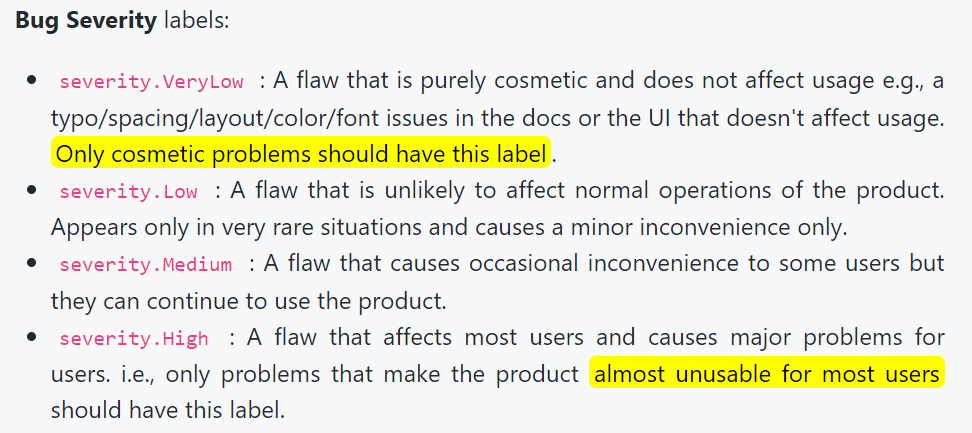 Bug Severity labels:
severity.VeryLow : A flaw that is purely cosmetic and does not affect usage e.g., a
typo/spacing/layout/color/font issues in the docs or the UI that doesn't affect usage.
Only cosmetic problems should have this label.
severity.Low : A flaw that is unlikely to affect normal operations of the product.
Appears only in very rare situations and causes a minor inconvenience only.
severity.Medium : A flaw that causes occasional inconvenience to some users but
they can continue to use the product.
severity.High : A flaw that affects most users and causes major problems for
users. i.e., only problems that make the product almost unusable for most users
should have this label.